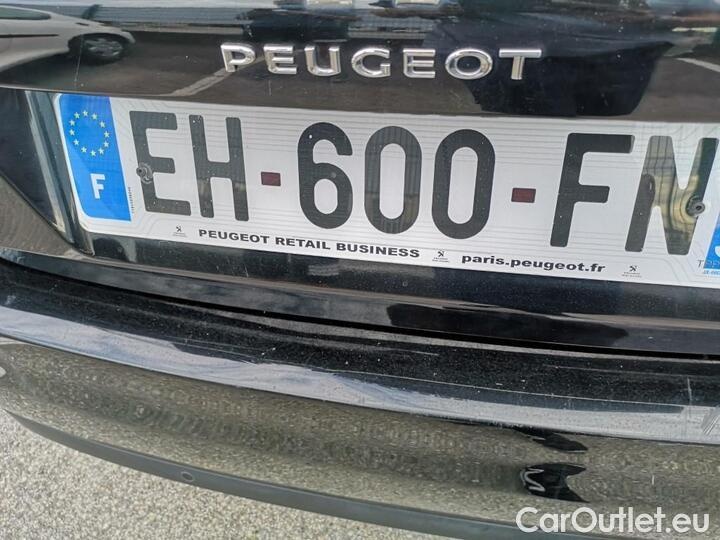 PEUGEOT
F
EH-600-FN
PEUGEOT RETAIL BUSINESS paris.peugeot.fr
CarOutlet.eu